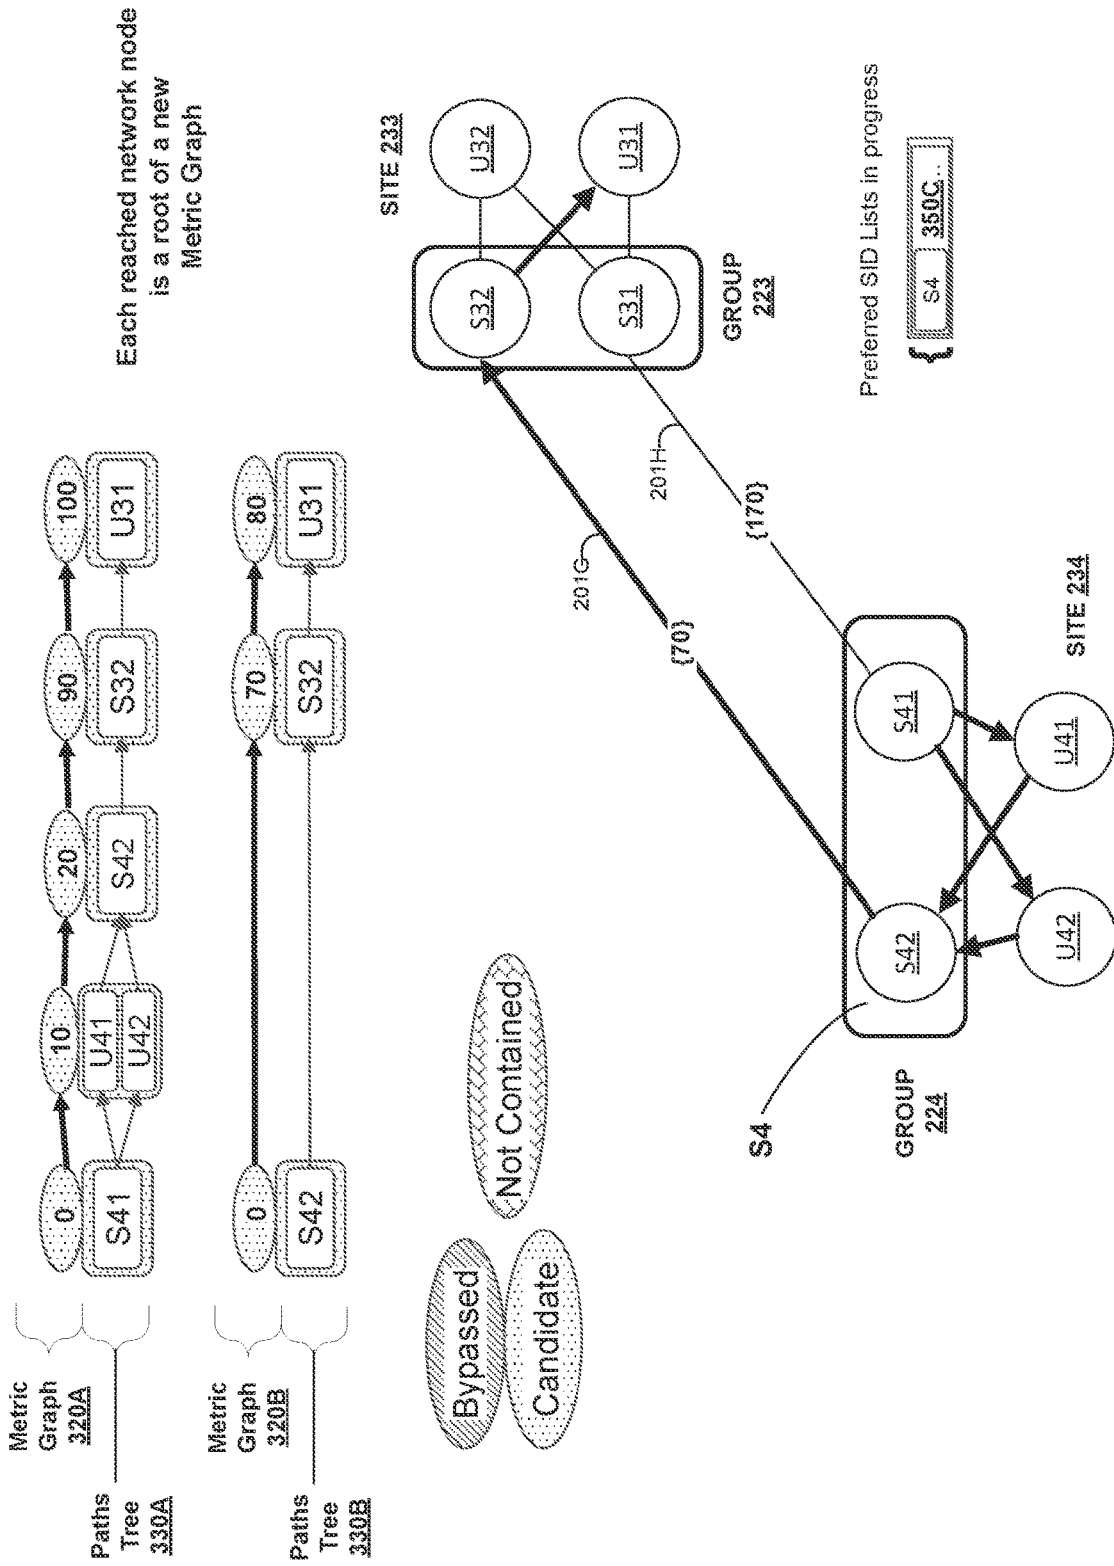 Metric
Graph
320A
Paths
Tree
330A
0
10
20
90
100
S41
U41
U42
S42
S32
U31
Each reached network node
is a root of a new
Metric Graph
Metric
Graph
320B
Paths
Tree
330B
0
70
80
S42
S32
U31
Bypassed
Candidate
Not Contained
SITE 233
S32
U32
S31
U31
GROUP
223
201G
201H
{70}
{170}
S4
GROUP
224
S42
S41
U42
U41
SITE 234
Preferred SID Lists in progress
{
S4
350C..